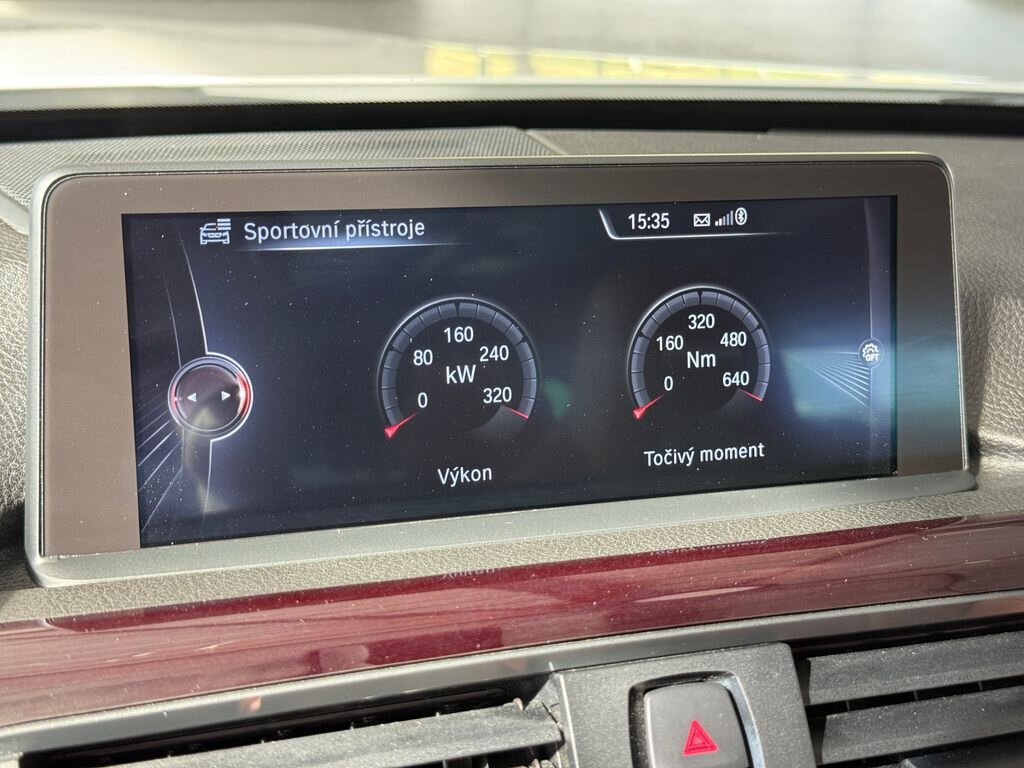 Sportovní přístroje
15:35
160
80
240
kW
0
320
Výkon
320
160
480
Nm
0
640
Točivý moment
OPT